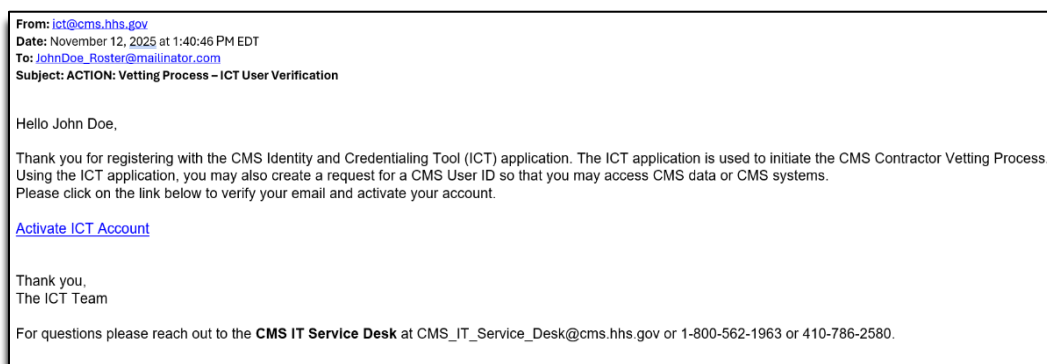 From: ict@cms.hhs.gov
Date: November 12, 2025 at 1:40:46 PM EDT
To: JohnDoe_Roster@mailinator.com
Subject: ACTION: Vetting Process – ICT User Verification
Hello John Doe,
Thank you for registering with the CMS Identity and Credentialing Tool (ICT) application. The ICT application is used to initiate the CMS Contractor Vetting Process.
Using the ICT application, you may also create a request for a CMS User ID so that you may access CMS data or CMS systems.
Please click on the link below to verify your email and activate your account.
Activate ICT Account
Thank you,
The ICT Team
For questions please reach out to the CMS IT Service Desk at CMS_IT_Service_Desk@cms.hhs.gov or 1-800-562-1963 or 410-786-2580.